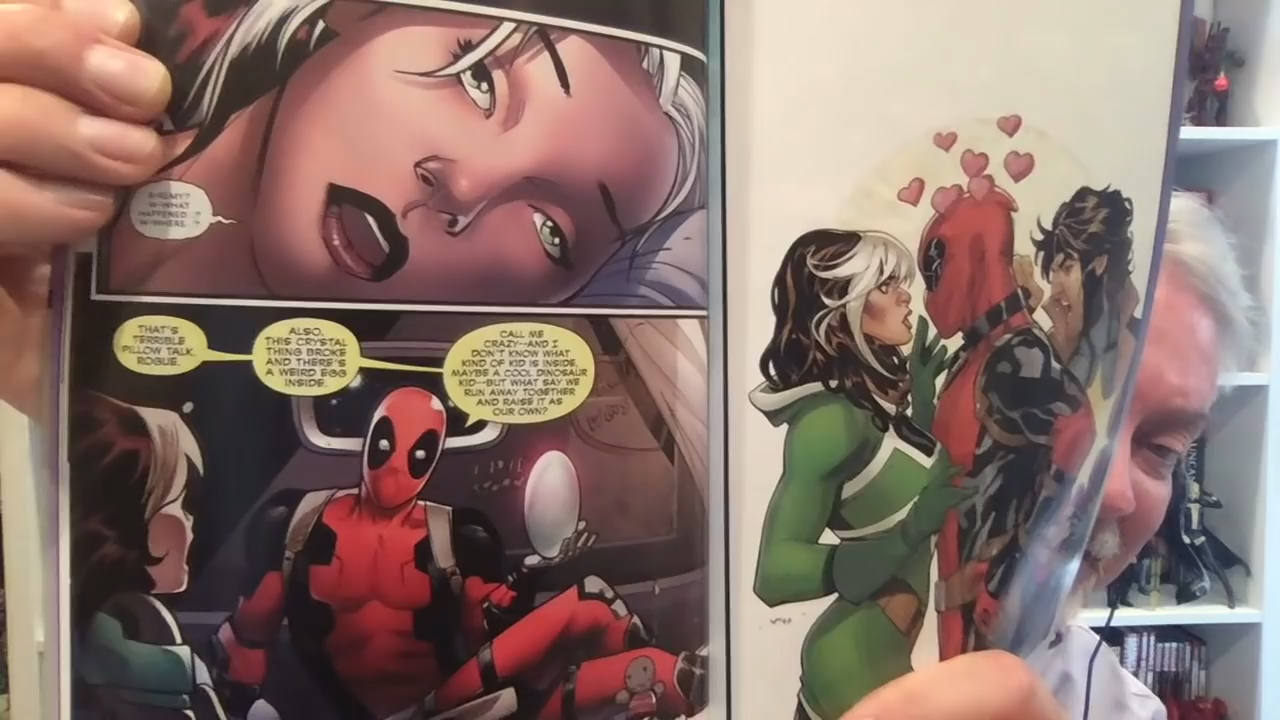 W-WHAT
HAPPENED...?
W-WHERE...?
THAT'S
TERRIBLE
PILLOW TALK,
ROGUE.
ALSO,
THIS CRYSTAL
THING BROKE
AND THERE'S
A WEIRD EGG
INSIDE.
CALL ME
CRAZY--AND I
DON'T KNOW WHAT
KIND OF KID IS INSIDE,
MAYBE A COOL DINOSAUR
KID--BUT WHAT SAY WE
RUN AWAY TOGETHER
AND RAISE IT AS
OUR OWN?